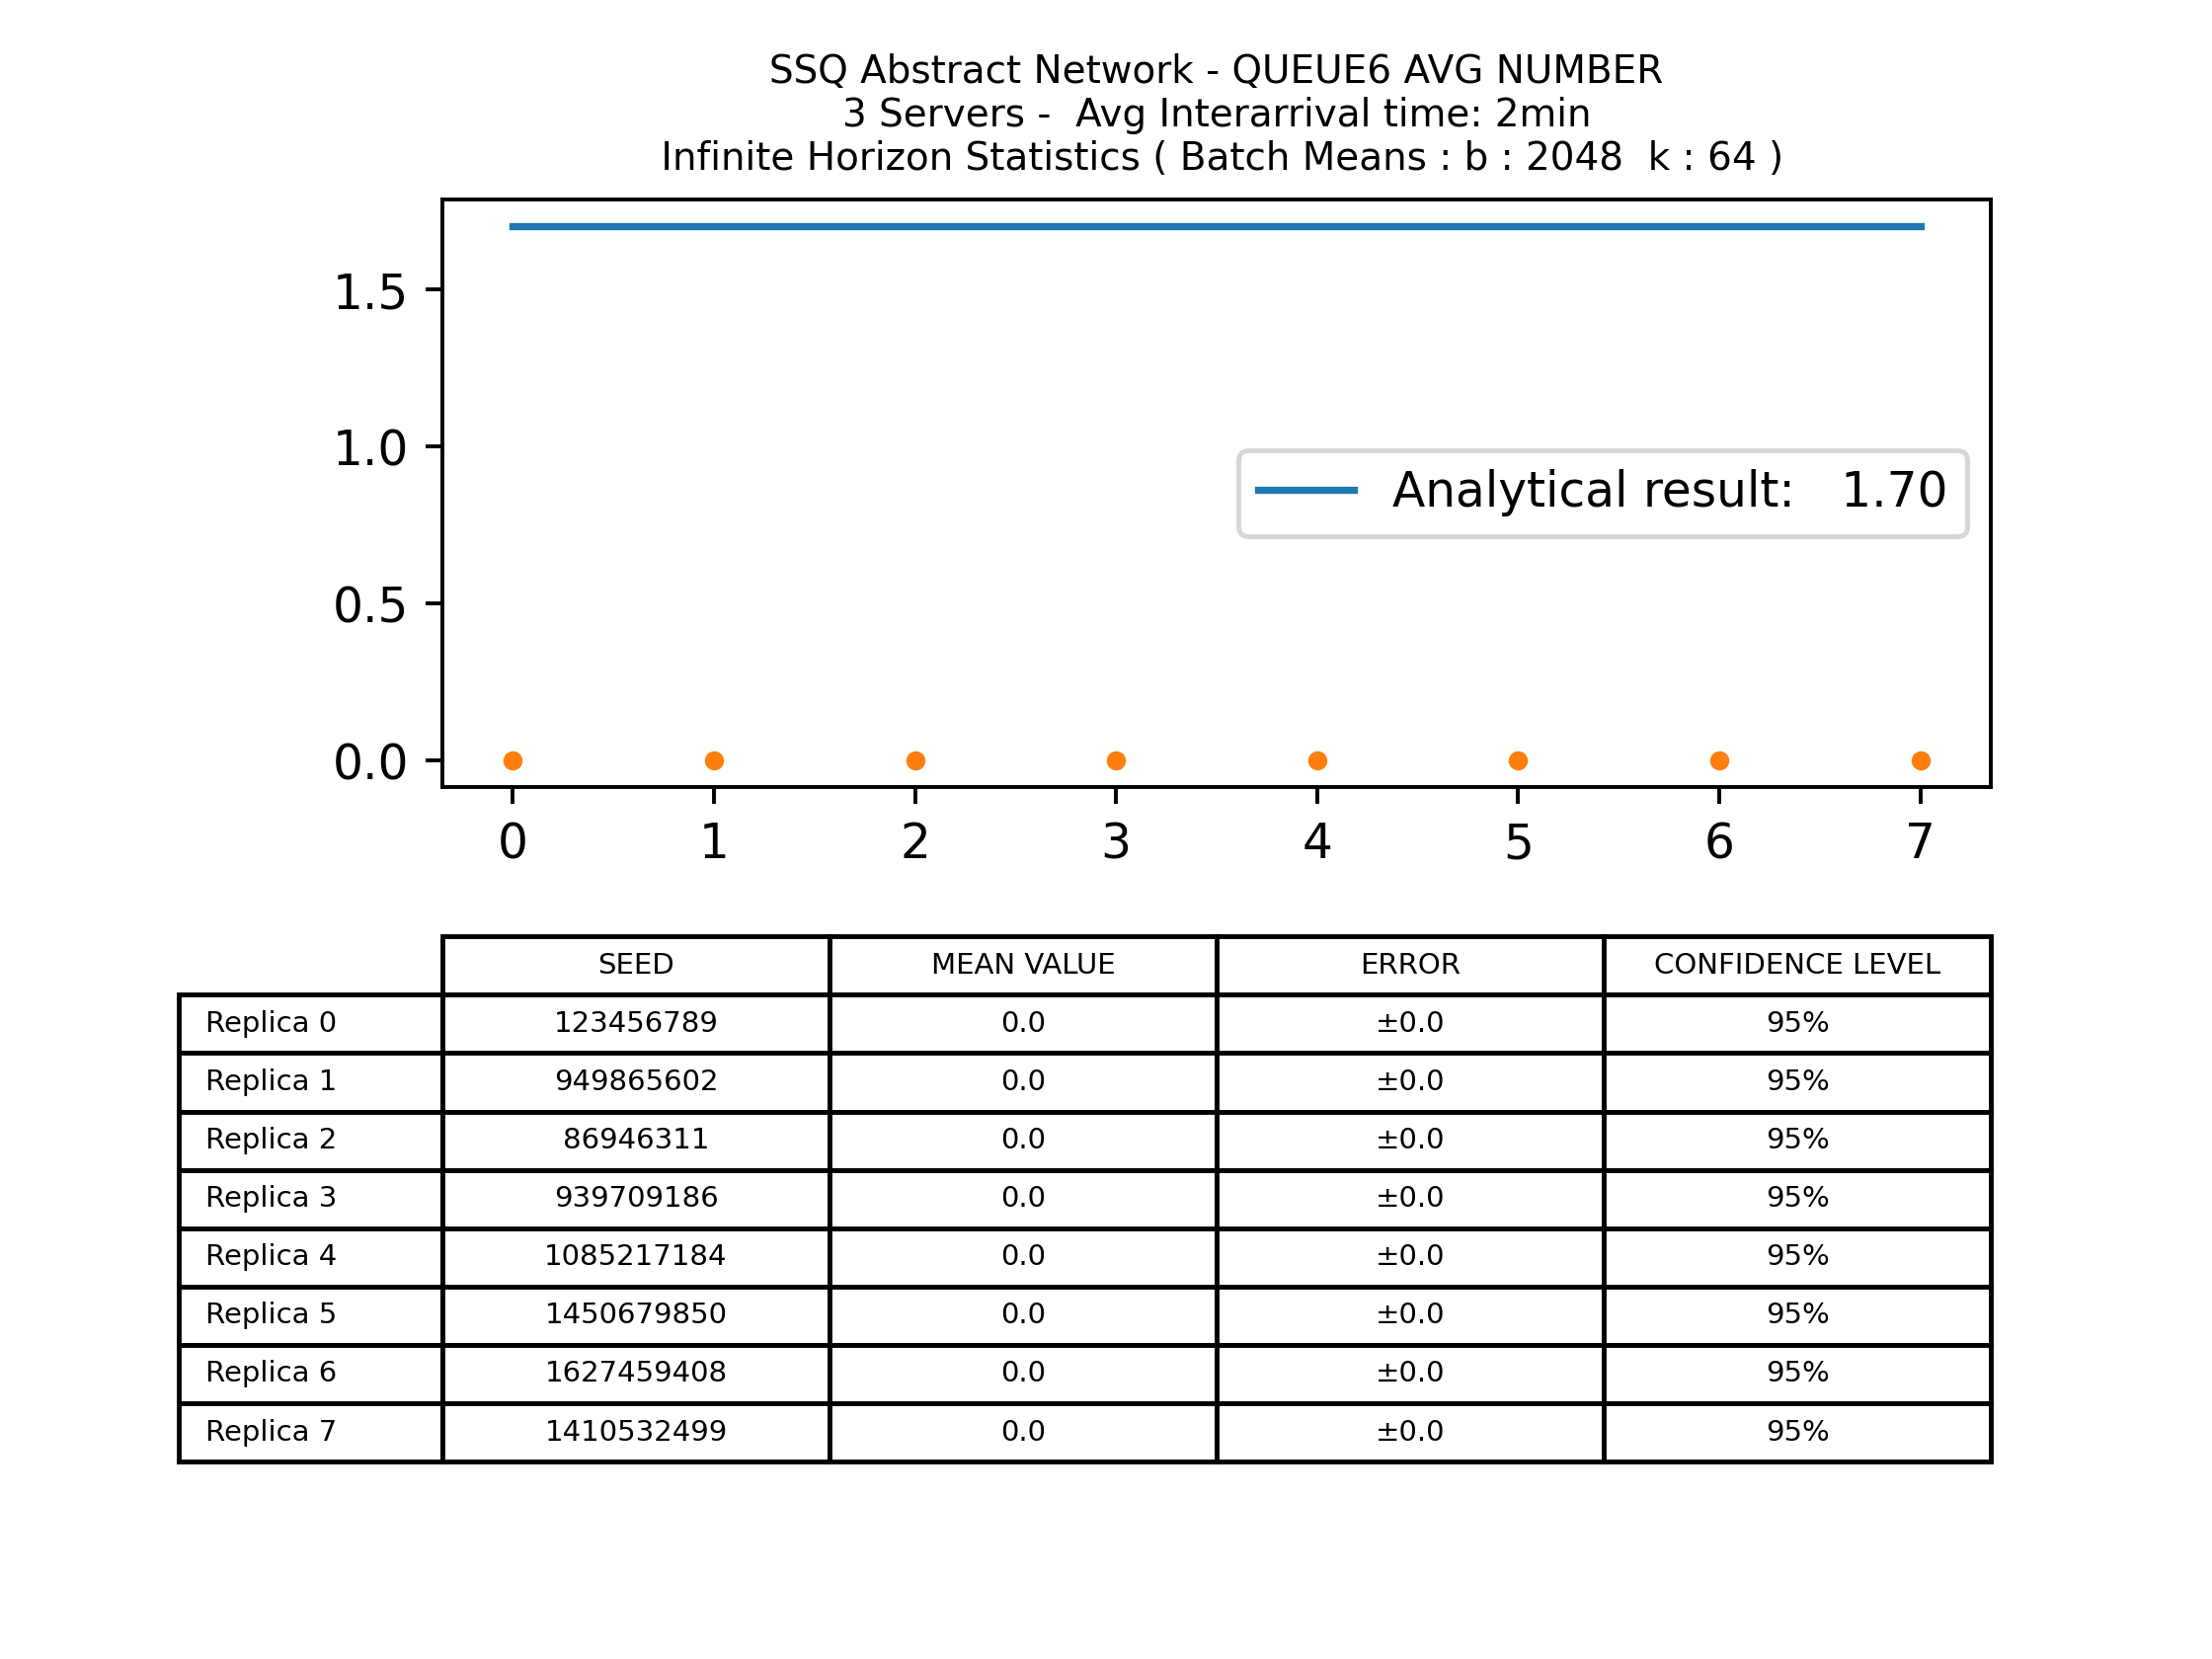 SSQ Abstract Network - QUEUE6 AVG NUMBER
3 Servers -  Avg Interarrival time: 2min
Infinite Horizon Statistics ( Batch Means : b : 2048  k : 64 )
1.5
1.0
0.5
0.0
Analytical result:   1.70
0 1 2 3 4 5 6 7
SEED MEAN VALUE ERROR CONFIDENCE LEVEL
Replica 0 123456789 0.0 ±0.0 95%
Replica 1 949865602 0.0 ±0.0 95%
Replica 2 86946311 0.0 ±0.0 95%
Replica 3 939709186 0.0 ±0.0 95%
Replica 4 1085217184 0.0 ±0.0 95%
Replica 5 1450679850 0.0 ±0.0 95%
Replica 6 1627459408 0.0 ±0.0 95%
Replica 7 1410532499 0.0 ±0.0 95%